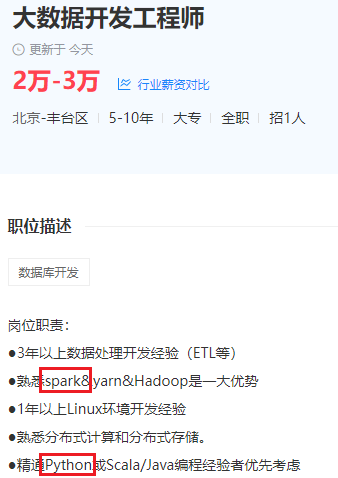 大数据开发工程师
更新于 今天
2万-3万 行业薪资对比
北京-丰台区 5-10年 大专 全职 招1人
职位描述
数据库开发
岗位职责：
●3年以上数据处理开发经验（ETL等）
●熟悉spark&yarn&Hadoop是一大优势
●1年以上Linux环境开发经验
●熟悉分布式计算和分布式存储。
●精通Python或Scala/Java编程经验者优先考虑